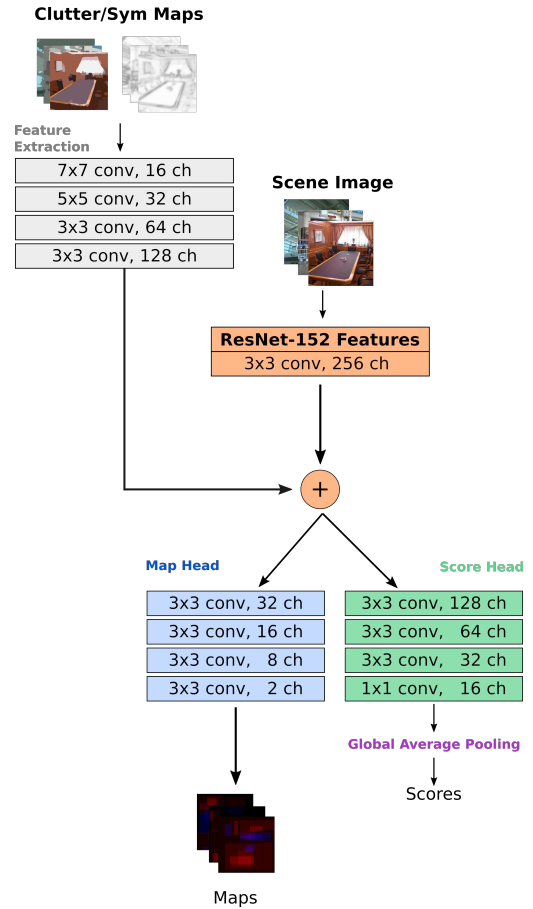 Clutter/Sym Maps
Feature
Extraction
7x7 conv, 16 ch
5x5 conv, 32 ch
3x3 conv, 64 ch
3x3 conv, 128 ch
Scene Image
ResNet-152 Features
3x3 conv, 256 ch
+
Map Head
3x3 conv, 32 ch
3x3 conv, 16 ch
3x3 conv, 8 ch
3x3 conv, 2 ch
Maps
Score Head
3x3 conv, 128 ch
3x3 conv, 64 ch
3x3 conv, 32 ch
1x1 conv, 16 ch
Global Average Pooling
Scores